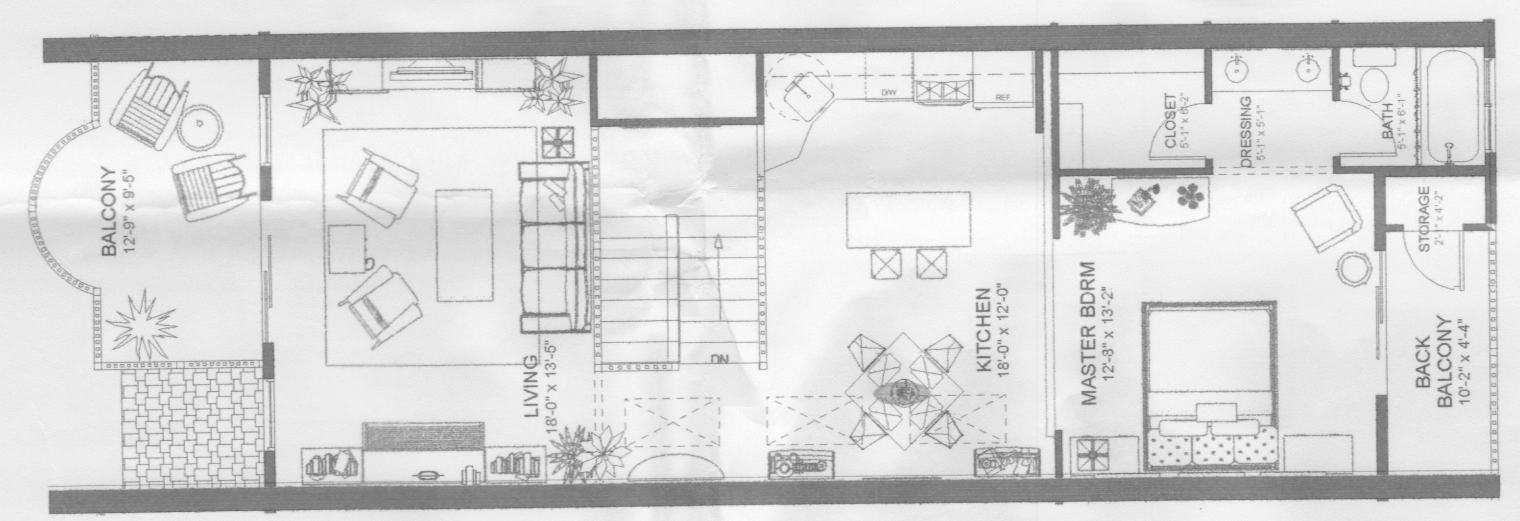 BALCONY
12'-9" x 9'-5"
LIVING
18'-0" x 13'-5"
DN
D/W
REF.
KITCHEN
18'-0" x 12'-0"
CLOSET
5'-1" x 6'-2"
DRESSING
5'-1" x 5'-1"
BATH
5'-1" x 6'-1"
MASTER BDRM
12'-8" x 13'-2"
STORAGE
2'-1" x 4'-2"
BACK
BALCONY
10'-2" x 4'-4"